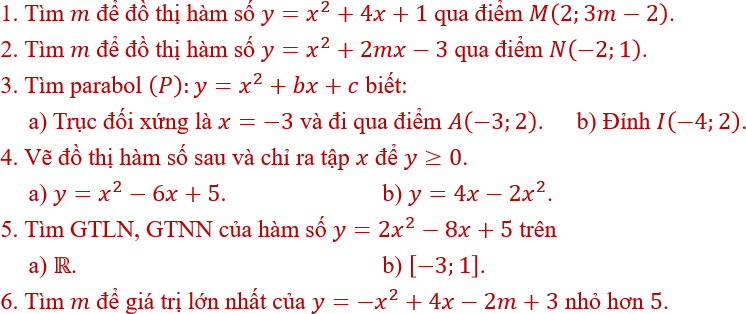 1. Tìm m để đồ thị hàm số y = x² + 4x + 1 qua điểm M(2; 3m − 2).
2. Tìm m để đồ thị hàm số y = x² + 2mx − 3 qua điểm N(−2; 1).
3. Tìm parabol (P): y = x² + bx + c biết:
a) Trục đối xứng là x = −3 và đi qua điểm A(−3; 2). b) Đỉnh I(−4; 2).
4. Vẽ đồ thị hàm số sau và chỉ ra tập x để y ≥ 0.
a) y = x² − 6x + 5. b) y = 4x − 2x².
5. Tìm GTLN, GTNN của hàm số y = 2x² − 8x + 5 trên
a) ℝ. b) [−3; 1].
6. Tìm m để giá trị lớn nhất của y = −x² + 4x − 2m + 3 nhỏ hơn 5.